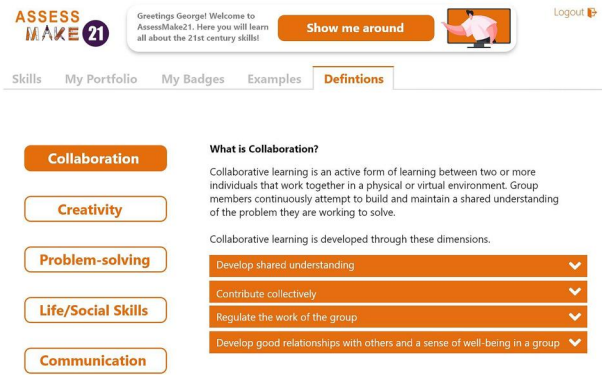 ASSESS
MAKE 21
Greetings George! Welcome to
AssessMake21. Here you will learn
all about the 21st century skills!
Show me around
Logout
Skills
My Portfolio
My Badges
Examples
Defintions
Collaboration
Creativity
Problem-solving
Life/Social Skills
Communication
What is Collaboration?
Collaborative learning is an active form of learning between two or more
individuals that work together in a physical or virtual environment. Group
members continuously attempt to build and maintain a shared understanding
of the problem they are working to solve.
Collaborative learning is developed through these dimensions.
Develop shared understanding
Contribute collectively
Regulate the work of the group
Develop good relationships with others and a sense of well-being in a group